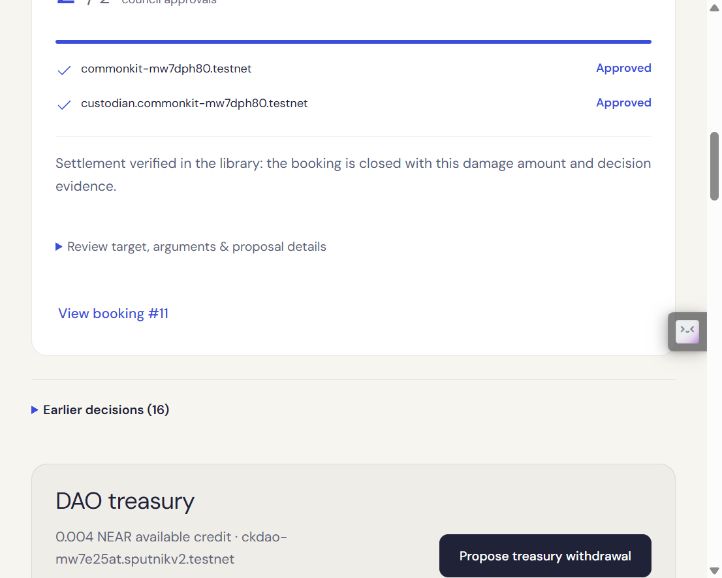 council approvals
commonkit-mw7dph80.testnet Approved
custodian.commonkit-mw7dph80.testnet Approved
Settlement verified in the library: the booking is closed with this damage amount and decision
evidence.
Review target, arguments & proposal details
View booking #11
Earlier decisions (16)
DAO treasury
0.004 NEAR available credit · ckdao-
mw7e25at.sputnikv2.testnet
Propose treasury withdrawal